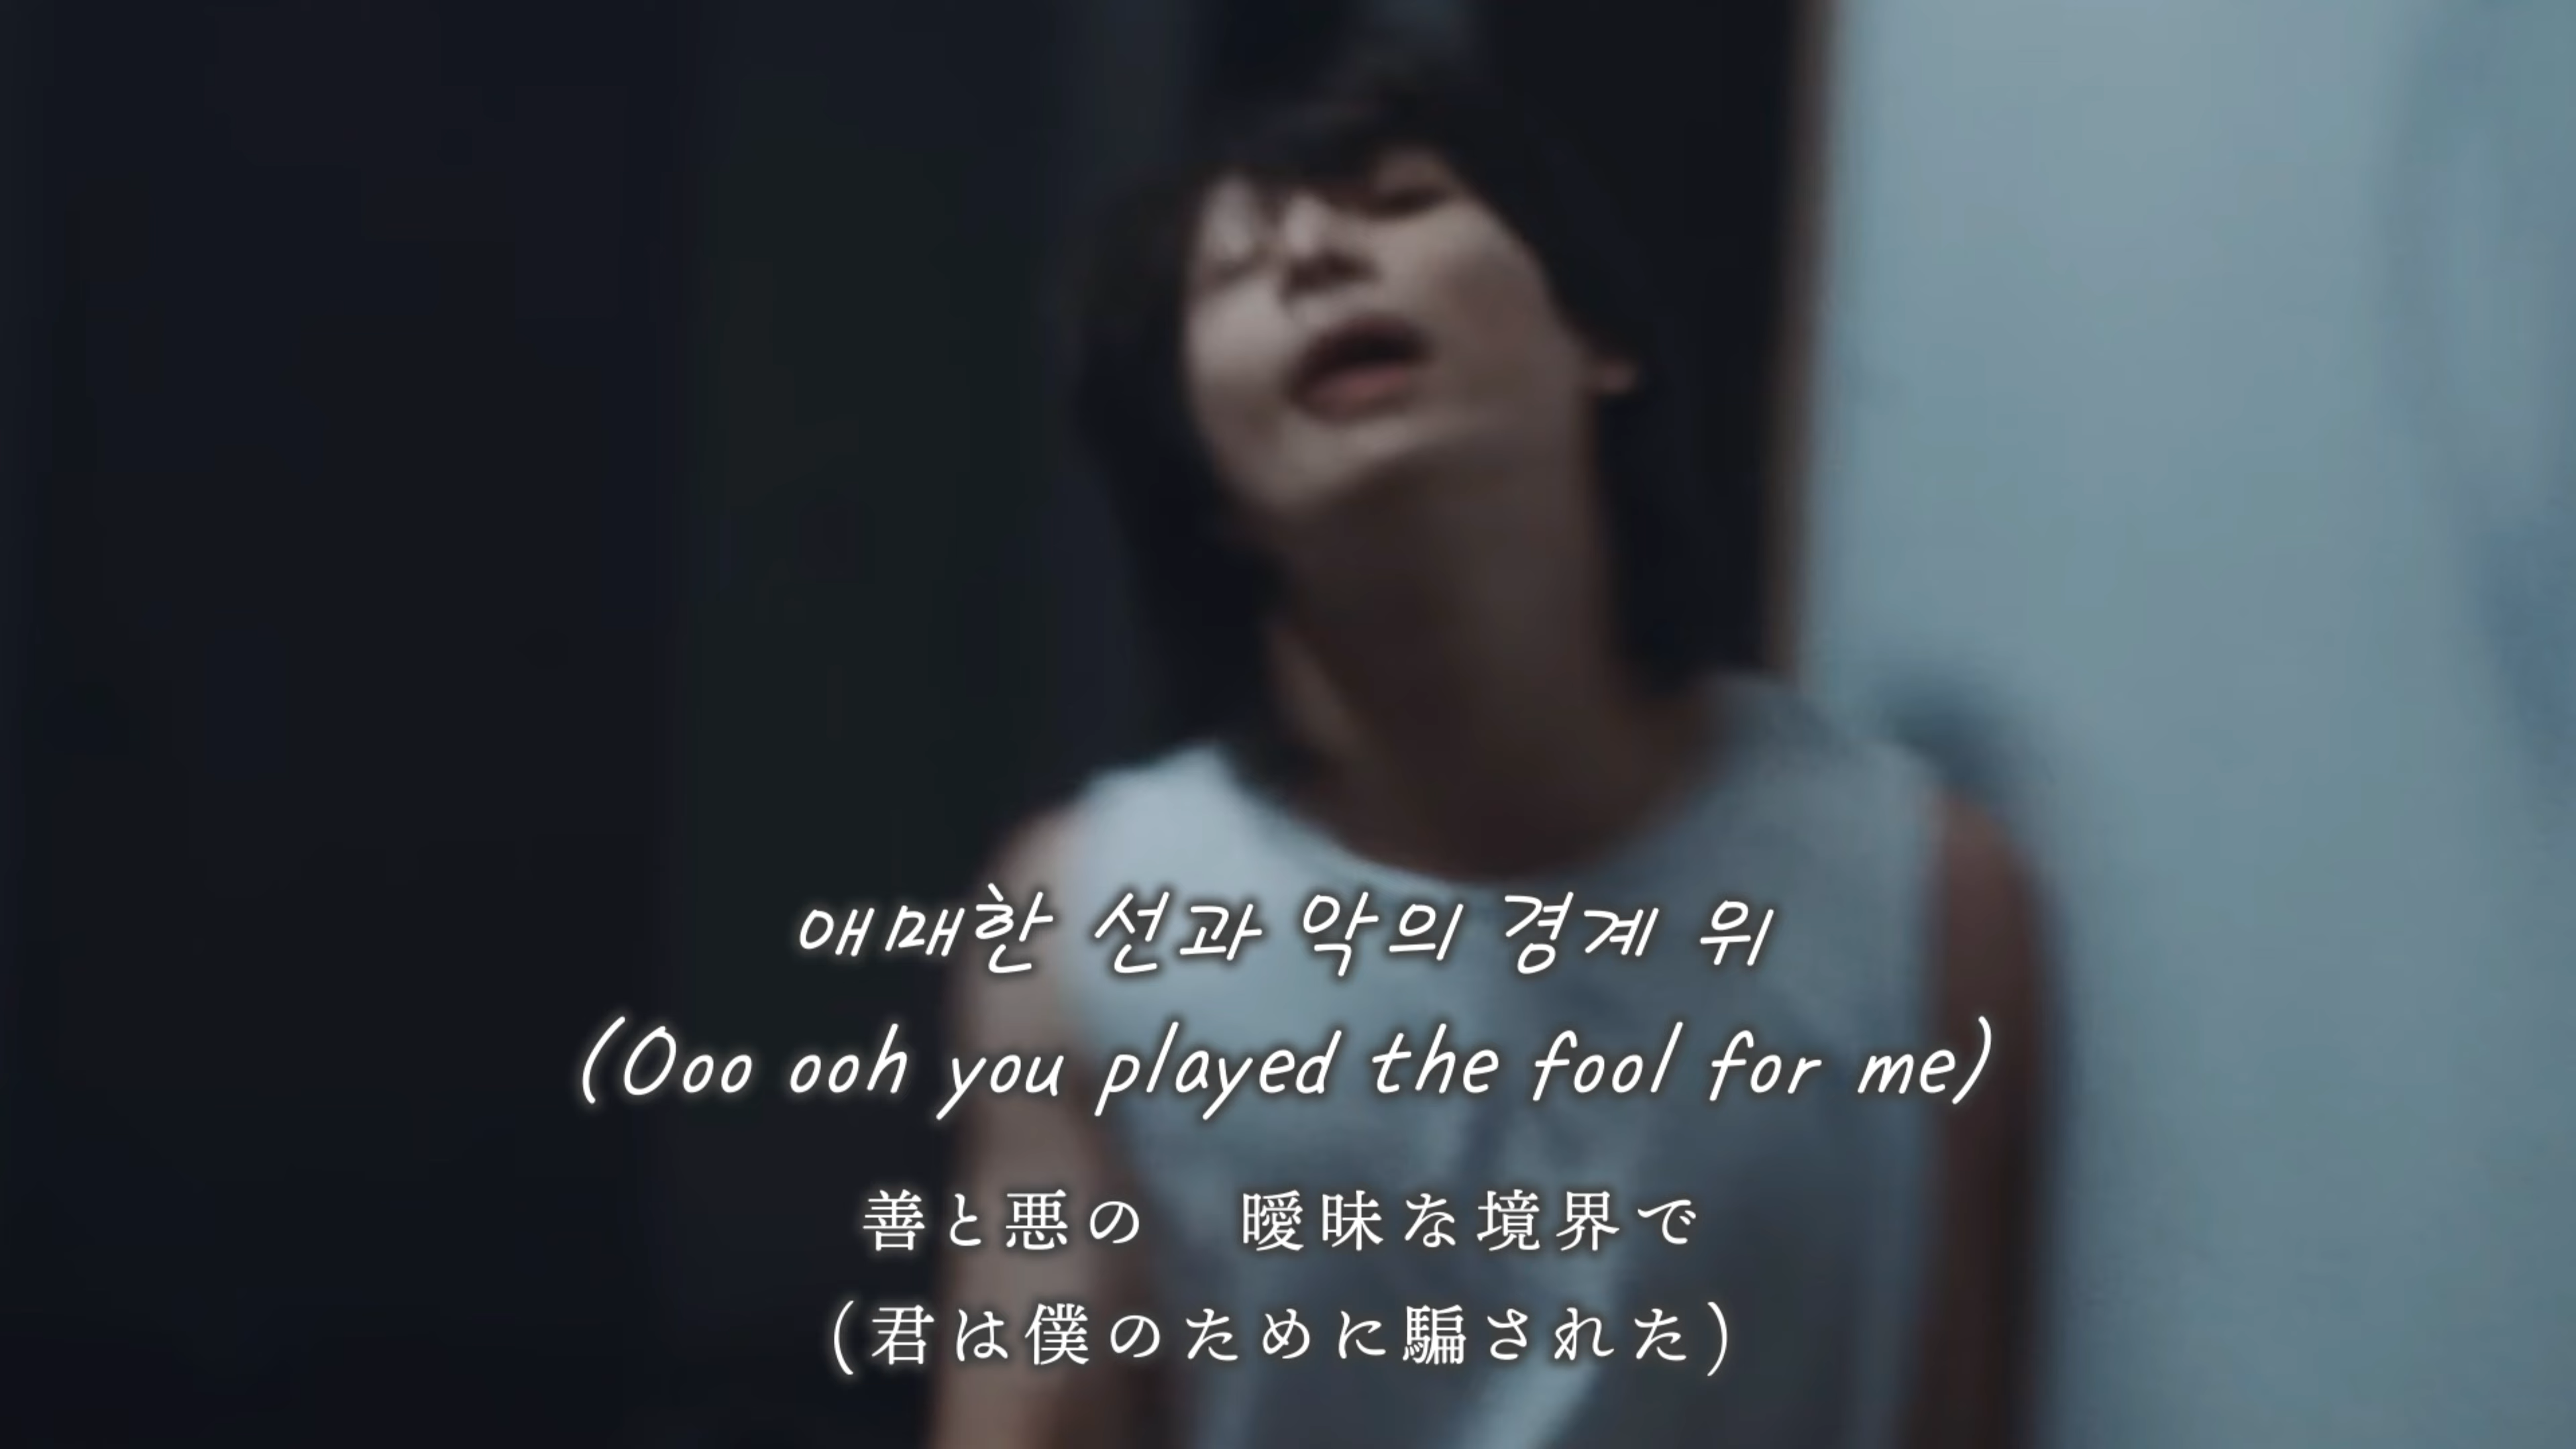 애매한 선과 악의 경계 위
(Ooo ooh you played the fool for me)
善と悪の　曖昧な境界で
(君は僕のために騙された)